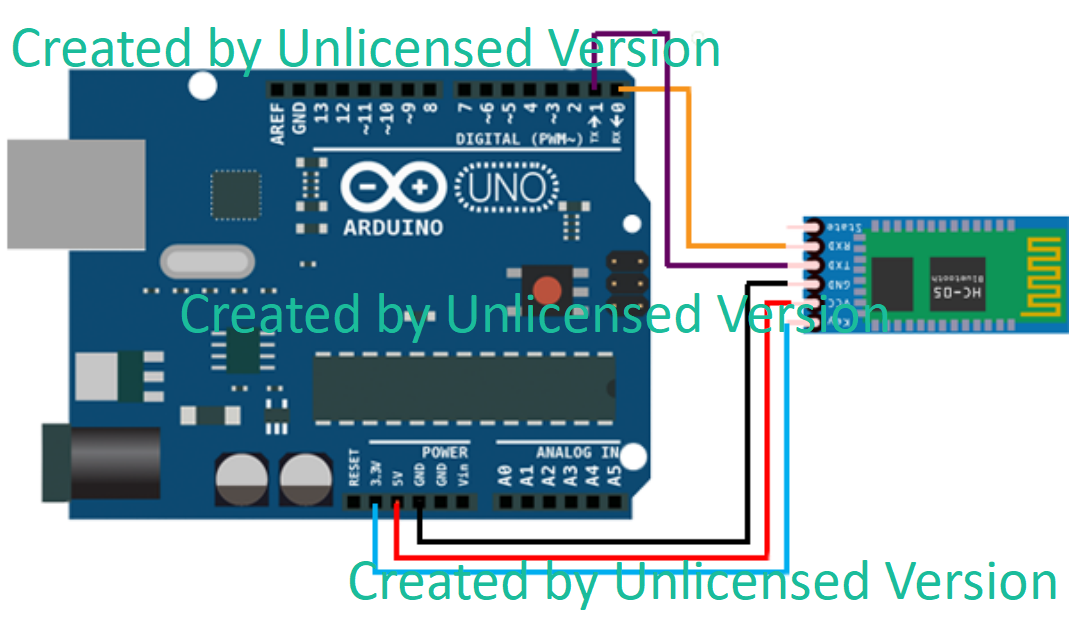 Created by Unlicensed Version
AREF
GND
13
12
~11
~10
~9
8
7
~6
~5
4
~3
2
TX→1
RX←0
DIGITAL (PWM~)
UNO
ARDUINO
State
RXD
TXD
GND
VCC
Key
HC-05
Bluetooth
Created by Unlicensed Version
POWER
ANALOG IN
RESET
3.3V
5V
GND
GND
Vin
A0
A1
A2
A3
A4
A5
Created by Unlicensed Version